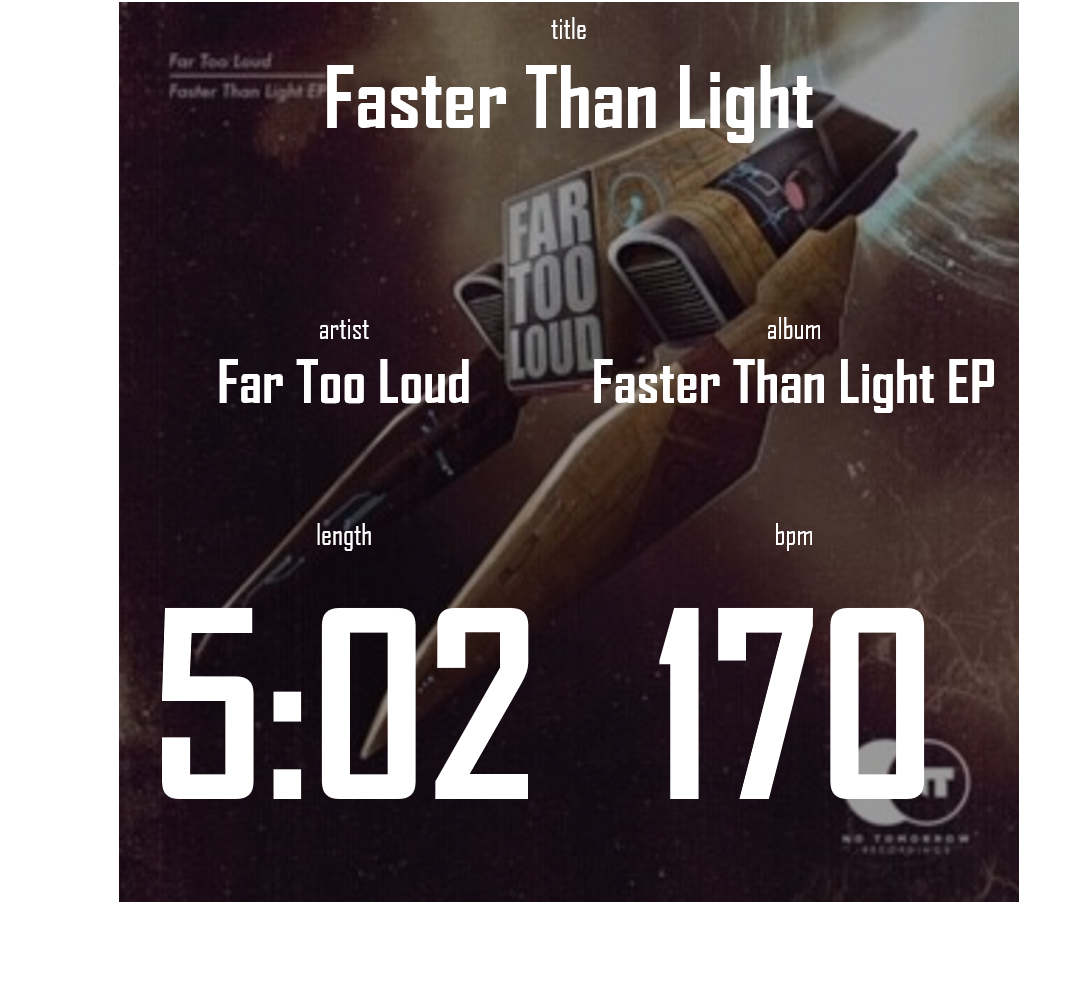 title
Far Too Loud
Faster Than Light EP
Faster Than Light
FAR
TOO
LOUD
artist
album
Far Too Loud
Faster Than Light EP
length
bpm
5:02
170
NO TOMORROW
RECORDINGS